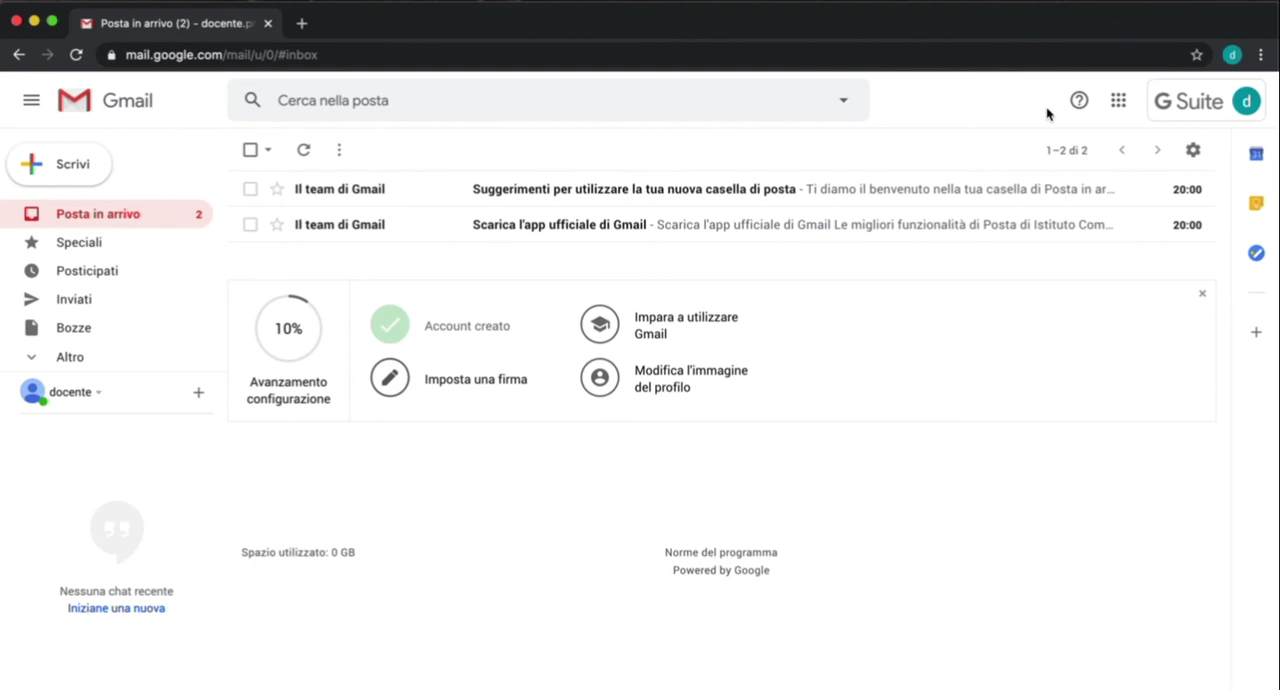 Posta in arrivo (2) - docente.pr
mail.google.com/mail/u/0/#inbox
Gmail
Cerca nella posta
G Suite
d
Scrivi
1–2 di 2
Posta in arrivo 2
Il team di Gmail Suggerimenti per utilizzare la tua nuova casella di posta - Ti diamo il benvenuto nella tua casella di Posta in ar... 20:00
Il team di Gmail Scarica l'app ufficiale di Gmail - Scarica l'app ufficiale di Gmail Le migliori funzionalità di Posta di Istituto Com... 20:00
Speciali
Posticipati
Inviati
Bozze
Altro
docente
10%
Avanzamento
configurazione
Account creato
Imposta una firma
Impara a utilizzare
Gmail
Modifica l'immagine
del profilo
Spazio utilizzato: 0 GB
Norme del programma
Powered by Google
Nessuna chat recente
Iniziane una nuova
d
31